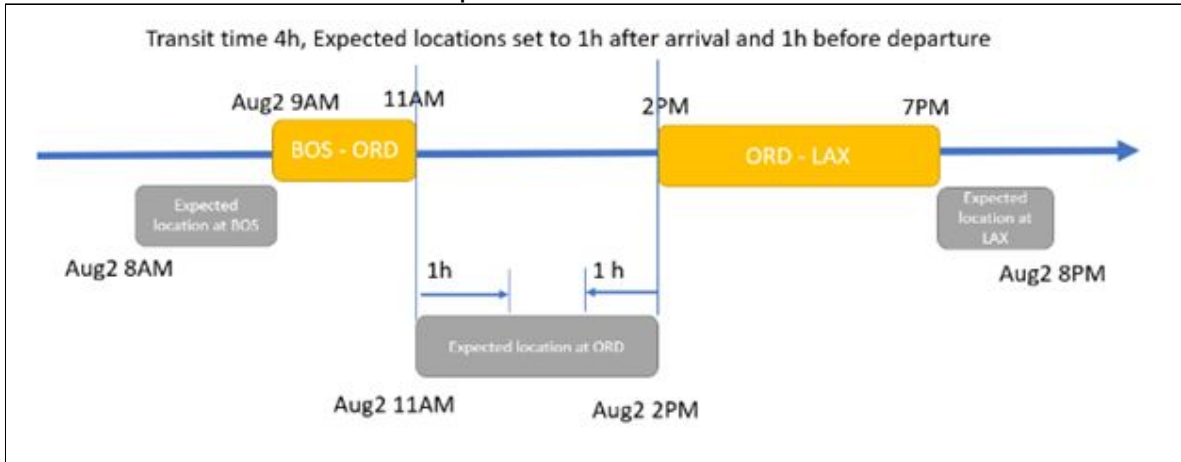 Transit time 4h, Expected locations set to 1h after arrival and 1h before departure
Aug2 9AM
11AM
2PM
7PM
BOS - ORD
ORD - LAX
Expected
location at BOS
Expected
location at
LAX
Aug2 8AM
Aug2 8PM
1h
1 h
Expected location at ORD
Aug2 11AM
Aug2 2PM